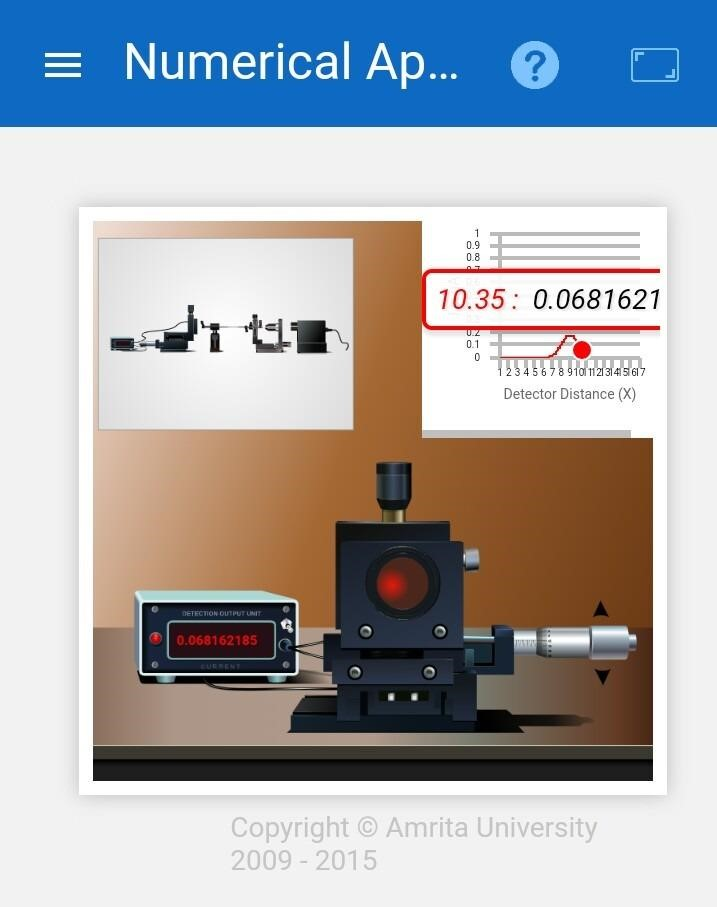 Numerical Ap...
?
1
0.9
0.8
0.7
10.35 : 0.0681621
0.2
0.1
0
1 2 3 4 5 6 7 8 9 10 11 12 13 14 15 16 17
Detector Distance (X)
DETECTION OUTPUT UNIT
0.068162185
CURRENT
Copyright © Amrita University
2009 - 2015